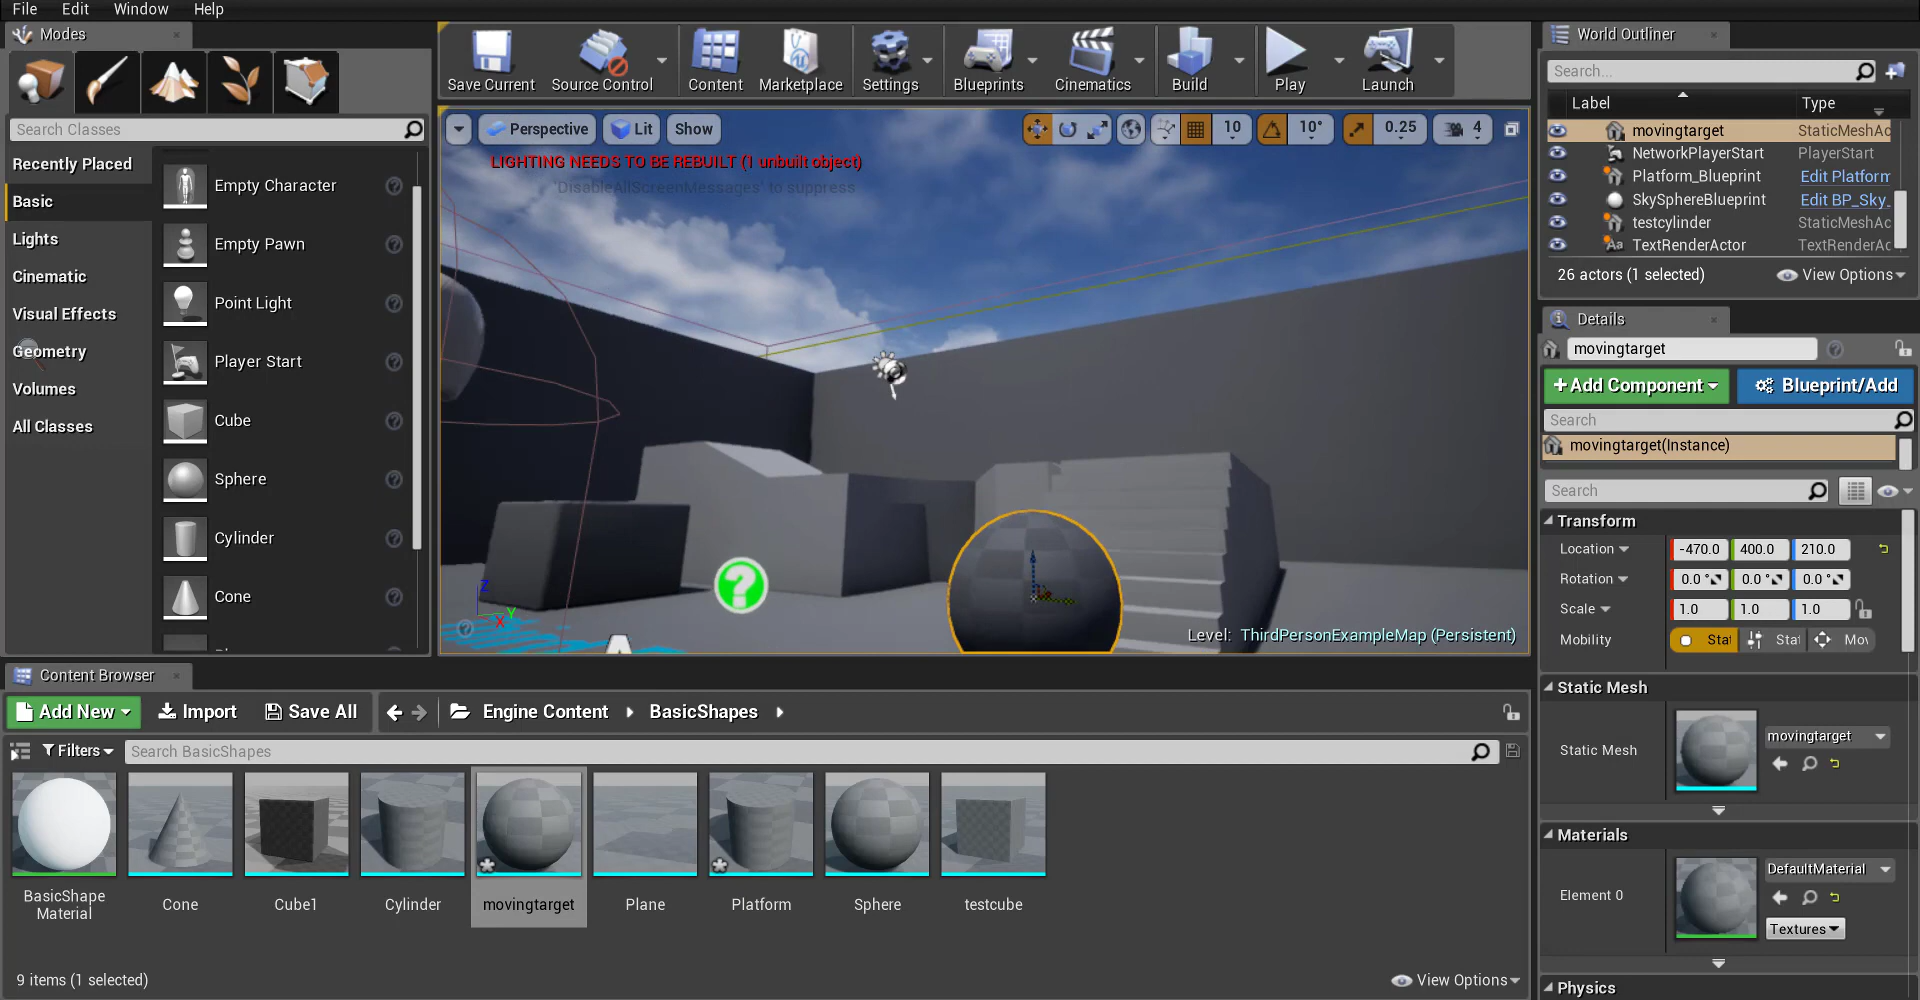 File Edit Window Help
Modes
Search Classes
Recently Placed
Basic
Lights
Cinematic
Visual Effects
Geometry
Volumes
All Classes
Empty Character
Empty Pawn
Point Light
Player Start
Cube
Sphere
Cylinder
Cone
Save Current
Source Control
Content
Marketplace
Settings
Blueprints
Cinematics
Build
Play
Launch
Perspective Lit Show 10 10° 0.25 4
LIGHTING NEEDS TO BE REBUILT (1 unbuilt object)
'DisableAllScreenMessages' to suppress
Z
Y
X
Level: ThirdPersonExampleMap (Persistent)
World Outliner
Search...
Label Type
movingtarget StaticMeshAc
NetworkPlayerStart PlayerStart
Platform_Blueprint Edit Platform
SkySphereBlueprint Edit BP_Sky_
testcylinder StaticMeshAc
TextRenderActor TextRenderAc
26 actors (1 selected) View Options
Details
movingtarget
+Add Component Blueprint/Add
Search
movingtarget(Instance)
Search
Transform
Location -470.0 400.0 210.0
Rotation 0.0 ° 0.0 ° 0.0 °
Scale 1.0 1.0 1.0
Mobility Stat Stat Mov
Static Mesh
Static Mesh movingtarget
Materials
Element 0 DefaultMaterial
Textures
Physics
Content Browser
Add New Import Save All Engine Content BasicShapes
Filters Search BasicShapes
BasicShape
Material
Cone
Cube1
Cylinder
movingtarget
Plane
Platform
Sphere
testcube
9 items (1 selected) View Options